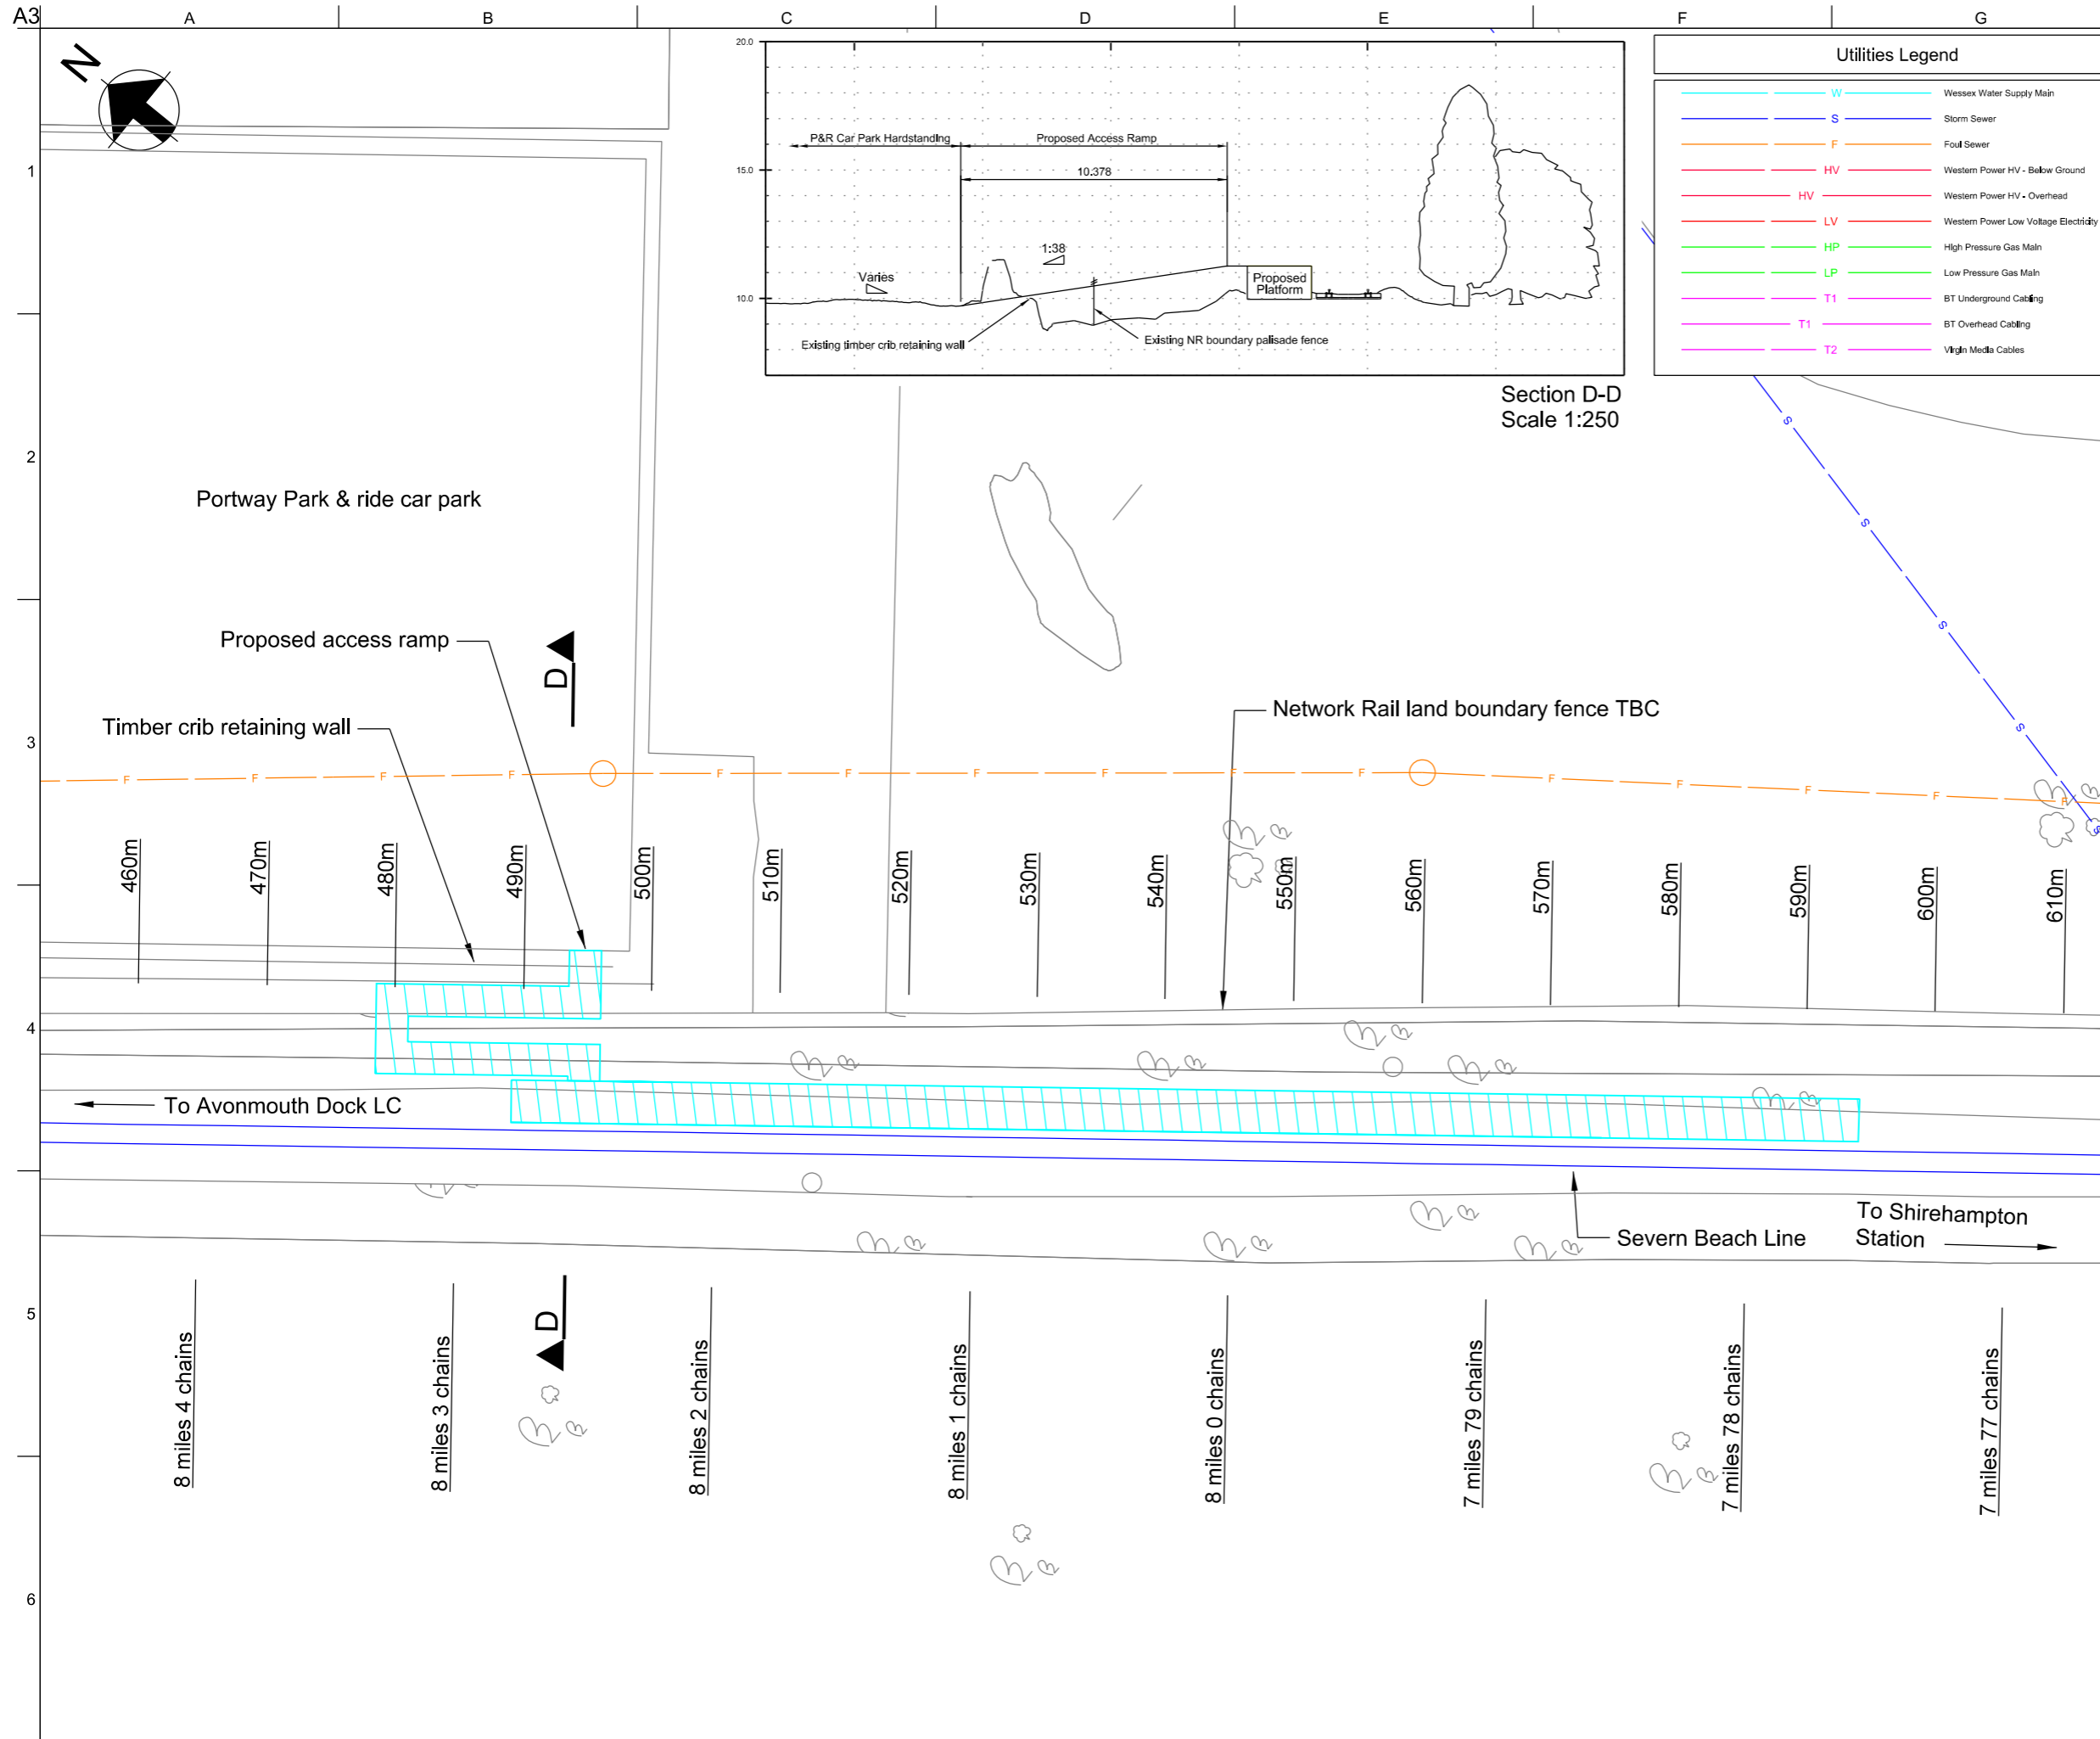 A3
A
B
C
D
E
F
G
N
1
2
3
4
5
6
20.0
15.0
10.0
P&R Car Park Hardstanding
Proposed Access Ramp
10.378
1:38
Varies
Proposed
Platform
Existing timber crib retaining wall
Existing NR boundary palisade fence
Section D-D
Scale 1:250
Utilities Legend
W Wessex Water Supply Main
S Storm Sewer
F Foul Sewer
HV Western Power HV - Below Ground
HV Western Power HV - Overhead
LV Western Power Low Voltage Electricity
HP High Pressure Gas Main
LP Low Pressure Gas Main
T1 BT Underground Cabling
T1 BT Overhead Cabling
T2 Virgin Media Cables
S
S
S
S
S
Portway Park & ride car park
Proposed access ramp
D
Timber crib retaining wall
Network Rail land boundary fence TBC
F F F F F F F F F F F F F F F F
460m
470m
480m
490m
500m
510m
520m
530m
540m
550m
560m
570m
580m
590m
600m
610m
To Avonmouth Dock LC
Severn Beach Line
To Shirehampton
Station
D
8 miles 4 chains
8 miles 3 chains
8 miles 2 chains
8 miles 1 chains
8 miles 0 chains
7 miles 79 chains
7 miles 78 chains
7 miles 77 chains